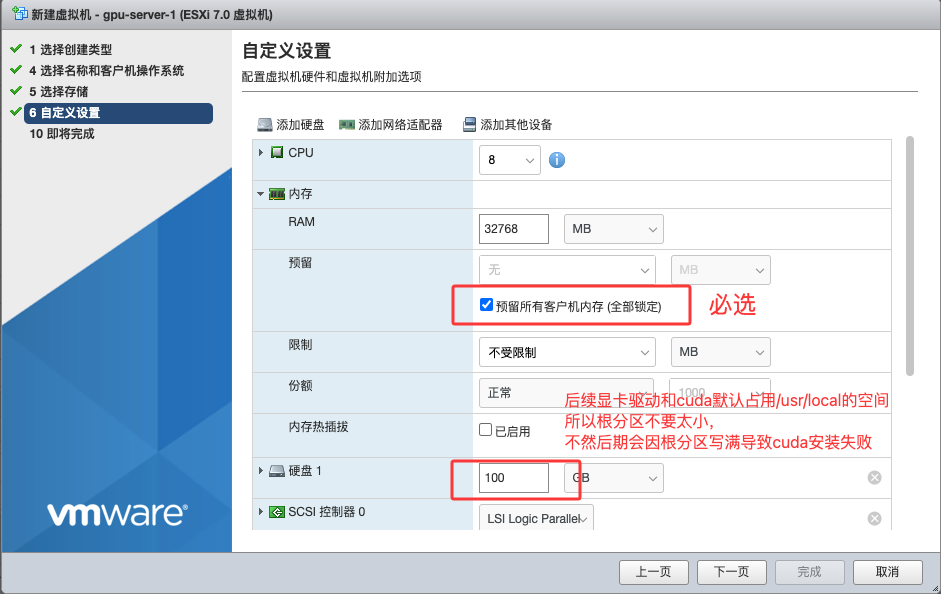 新建虚拟机 - gpu-server-1 (ESXi 7.0 虚拟机)
1 选择创建类型
4 选择名称和客户机操作系统
5 选择存储
6 自定义设置
10 即将完成
vmware®
自定义设置
配置虚拟机硬件和虚拟机附加选项
添加硬盘 添加网络适配器 添加其他设备
CPU 8
内存
RAM 32768 MB
预留 无 MB
预留所有客户机内存 (全部锁定) 必选
限制 不受限制 MB
份额 正常 1000
后续显卡驱动和cuda默认占用/usr/local的空间
所以根分区不要太小,
内存热插拔 已启用
不然后期会因根分区写满导致cuda安装失败
硬盘 1 100 GB
SCSI 控制器 0 LSI Logic Parallel
上一页 下一页 完成 取消